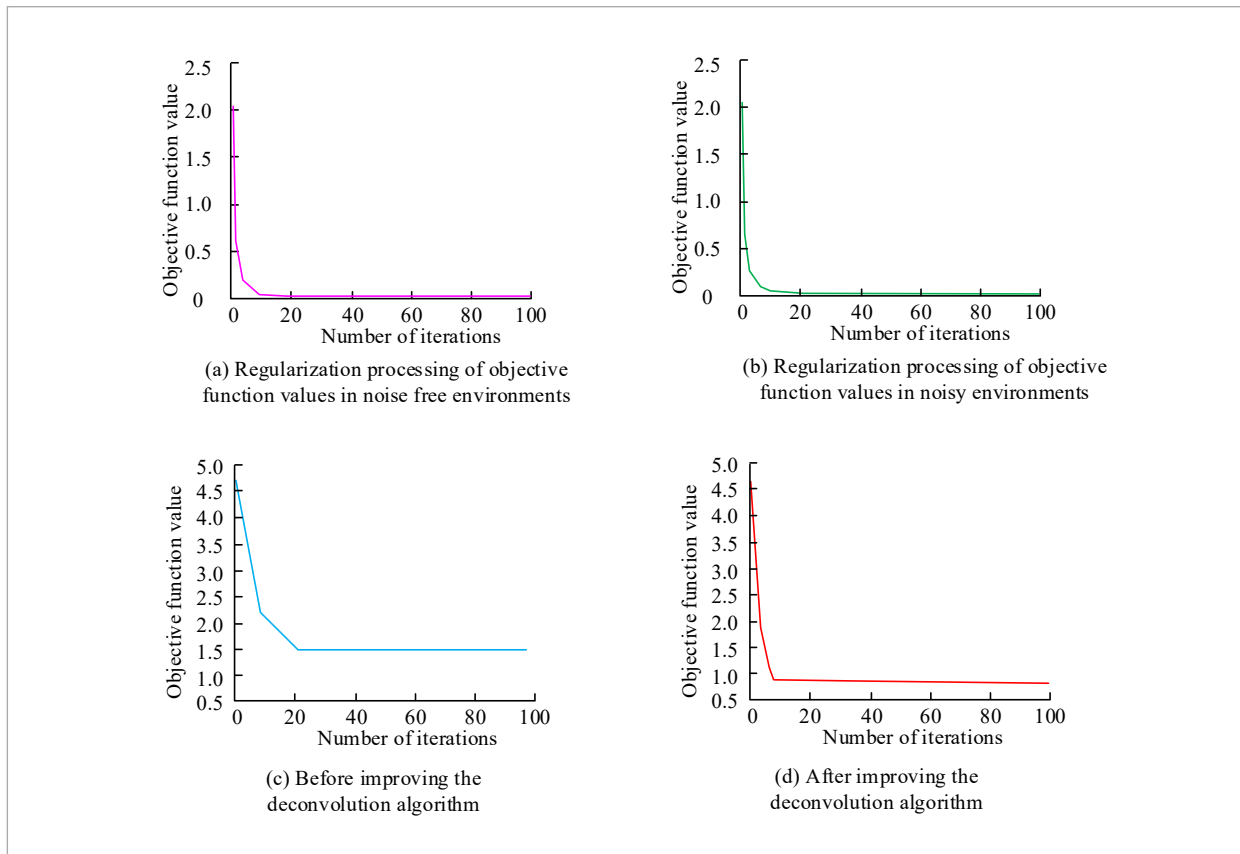 Objective function value
2.5
2.0
1.5
1.0
0.5
0
0 20 40 60 80 100
Number of iterations
(a) Regularization processing of objective
function values in noise free environments
Objective function value
2.5
2.0
1.5
1.0
0.5
0
0 20 40 60 80 100
Number of iterations
(b) Regularization processing of objective
function values in noisy environments
Objective function value
5.0
4.5
4.0
3.5
3.0
2.5
2.0
1.5
1.0
0.5
0 20 40 60 80 100
Number of iterations
(c) Before improving the
deconvolution algorithm
Objective function value
5.0
4.5
4.0
3.5
3.0
2.5
2.0
1.5
1.0
0.5
0 20 40 60 80 100
Number of iterations
(d) After improving the
deconvolution algorithm